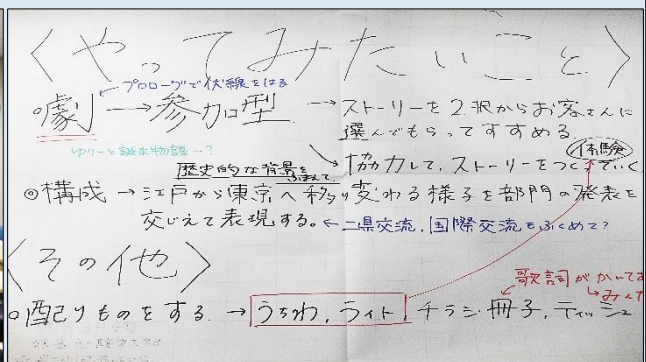 〈やってみたいこと〉
プロローグで伏線をはる
劇→参加型→ストーリーを2択からお客さんに
選んでもらってすすめる
ゆりーと誕生物語…?
協力して、ストーリーをつくっていく
体験
歴史的な背景を
◎構成→江戸から東京へ移り変わる様子を部門の発表を
交じえて表現する。←二県交流,国際交流もふくめて?
〈その他〉
歌詞がかいてあ
みんて
配りものをする→うちわ,ライト,チラシ,冊子,ティッシュ